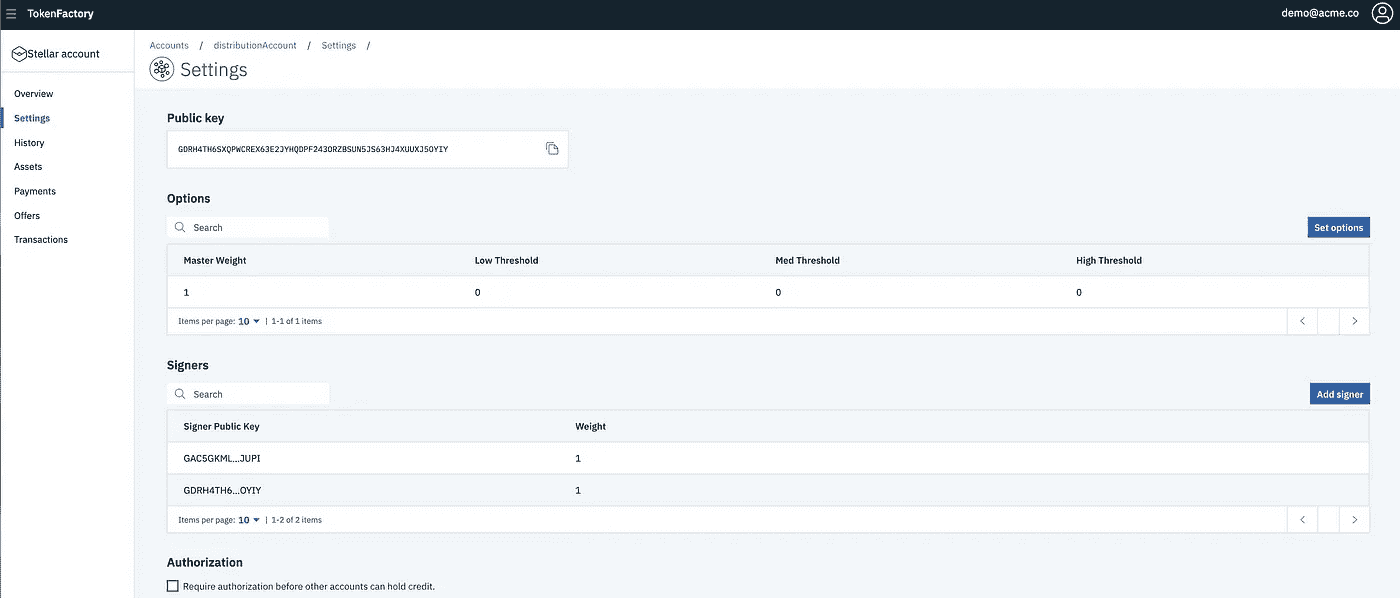 TokenFactory
demo@acme.co
Stellar account
Overview
Settings
History
Assets
Payments
Offers
Transactions
Accounts / distributionAccount / Settings /
Settings
Public key
GDRH4TH6SXQPWCREX63E2JYHQDPF243ORZBSUN5JS63HJ4XUUXJ5OYIY
Options
Search
Set options
Master Weight Low Threshold Med Threshold High Threshold
1 0 0 0
Items per page: 10 | 1-1 of 1 items
Signers
Search
Add signer
Signer Public Key Weight
GAC5GKML...JUPI 1
GDRH4TH6...OYIY 1
Items per page: 10 | 1-2 of 2 items
Authorization
Require authorization before other accounts can hold credit.